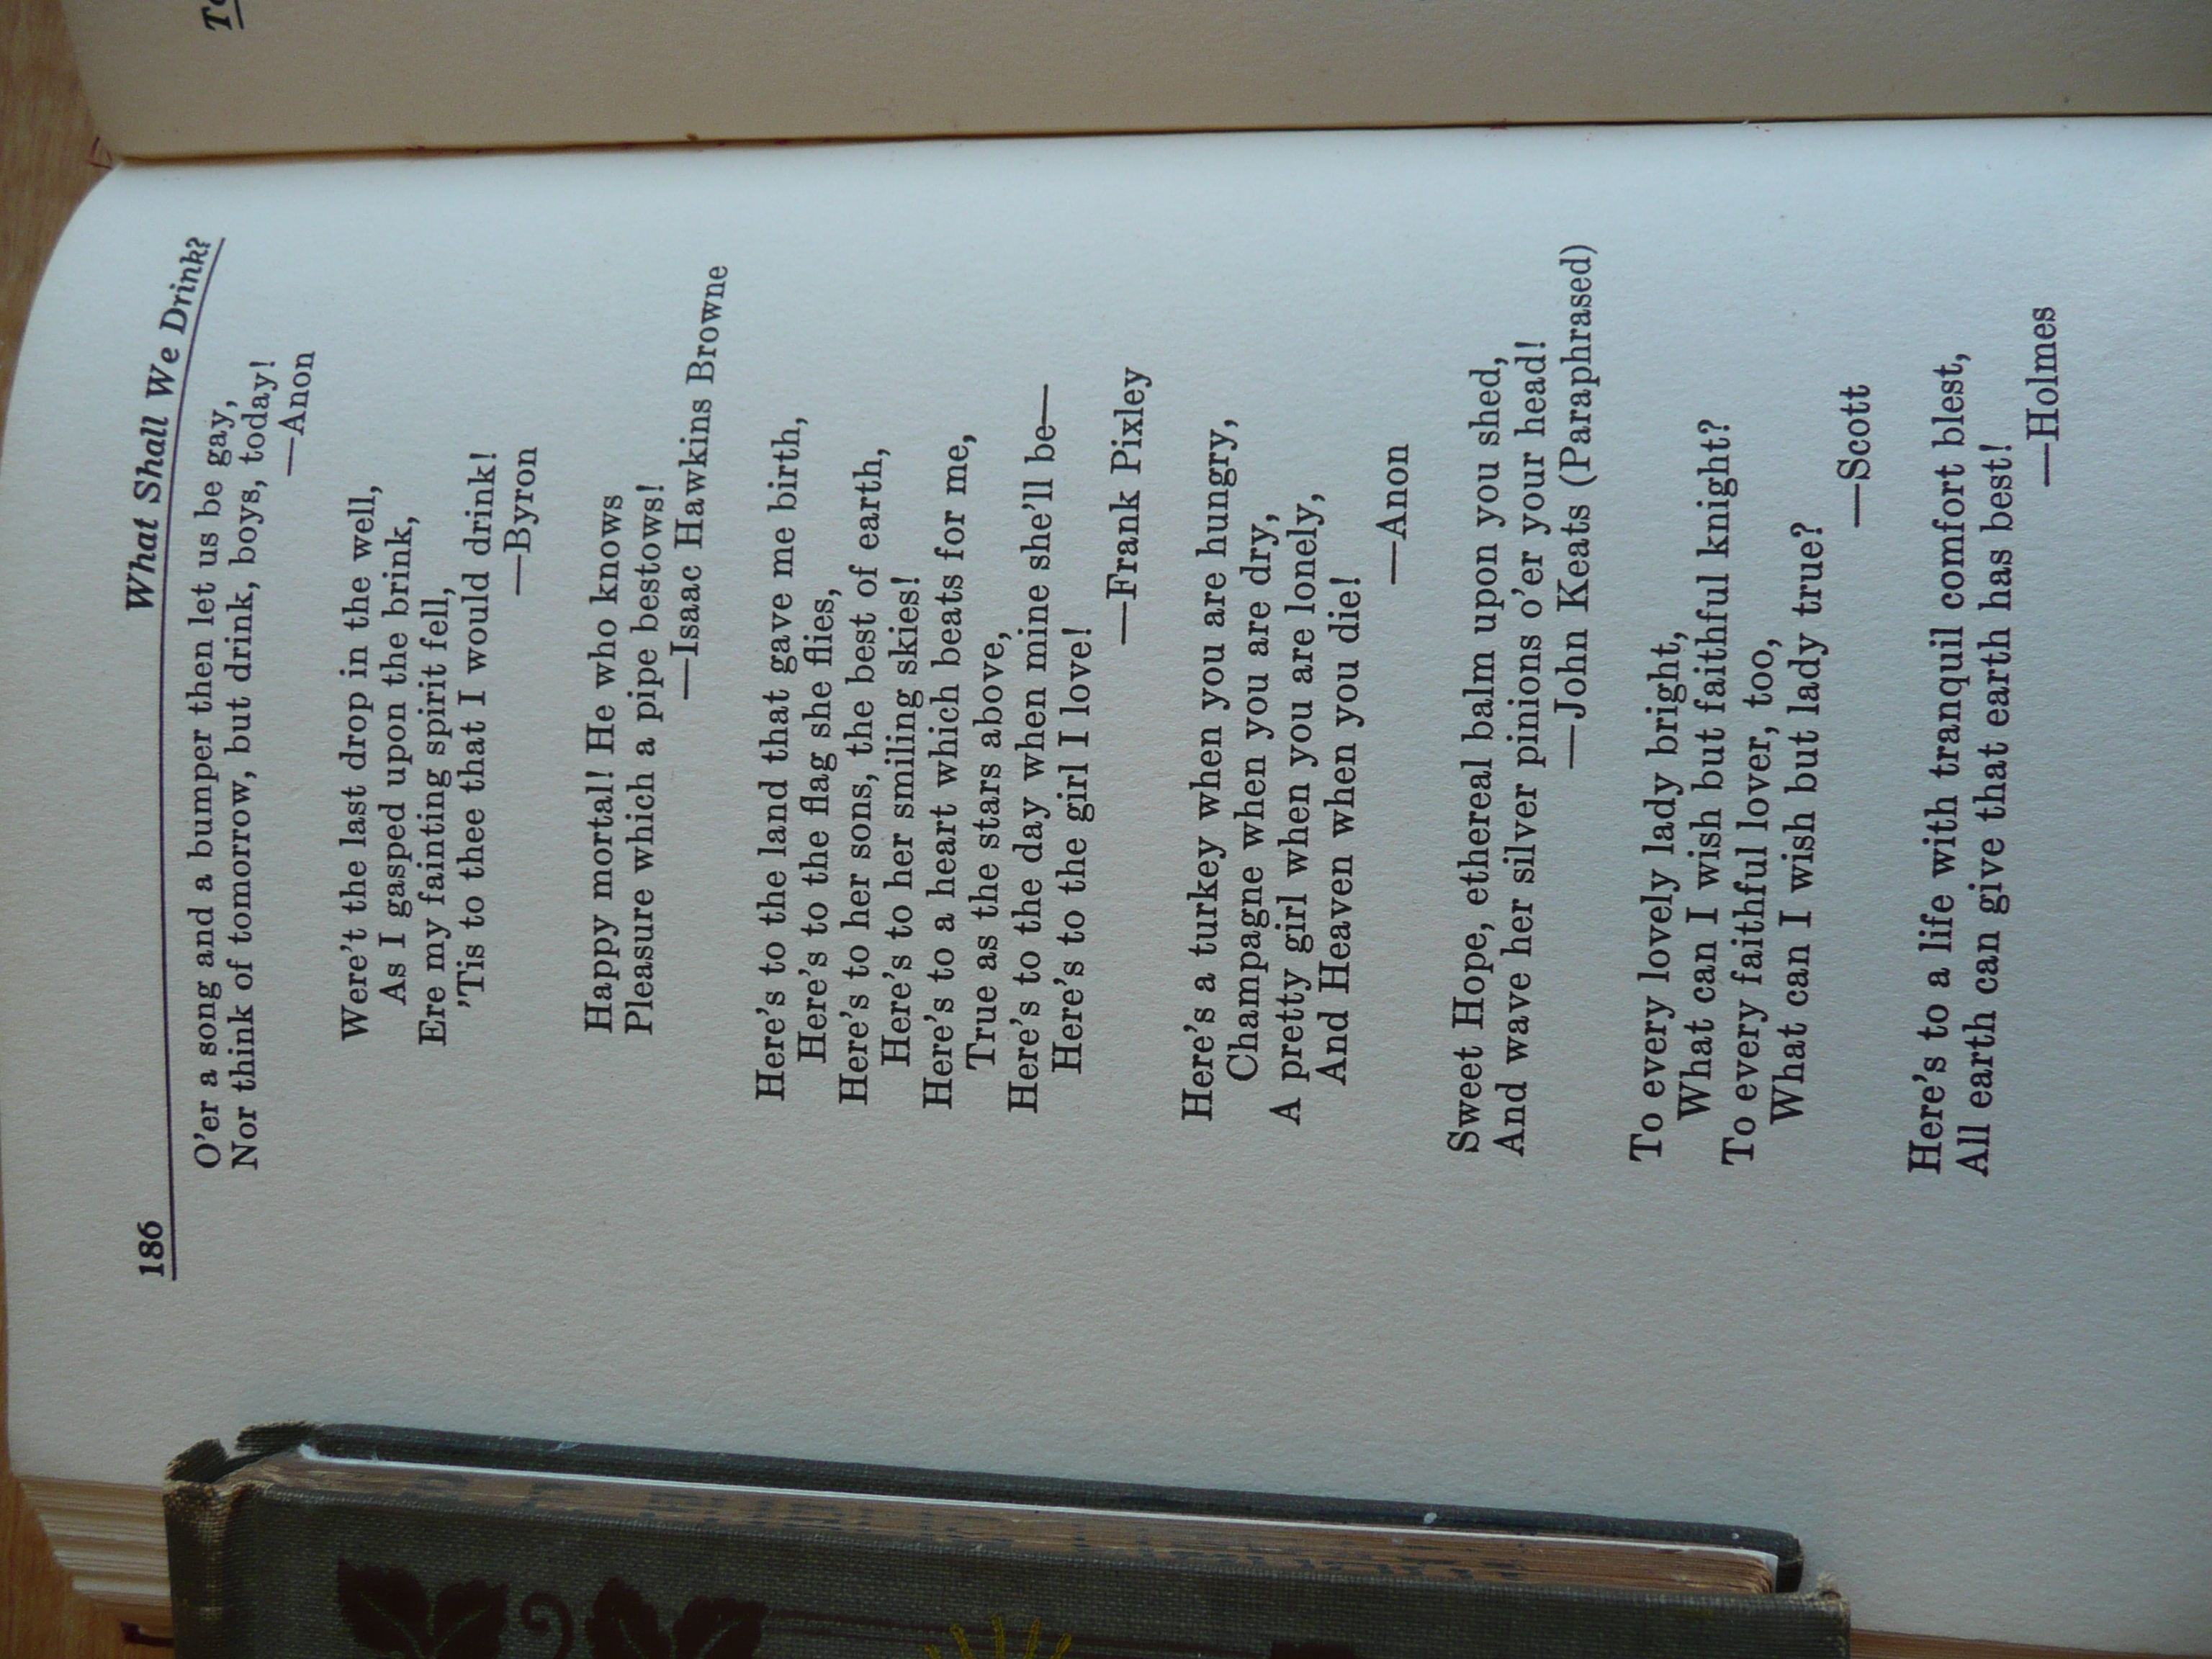 186 What Shall We Drink?
O'er a song and a bumper then let us be gay,
Nor think of tomorrow, but drink, boys, today!
—Anon
Were't the last drop in the well,
As I gasped upon the brink,
Ere my fainting spirit fell,
'Tis to thee that I would drink!
—Byron
Happy mortal! He who knows
Pleasure which a pipe bestows!
—Isaac Hawkins Browne
Here's to the land that gave me birth,
Here's to the flag she flies,
Here's to her sons, the best of earth,
Here's to her smiling skies!
Here's to a heart which beats for me,
True as the stars above,
Here's to the day when mine she'll be—
Here's to the girl I love!
—Frank Pixley
Here's a turkey when you are hungry,
Champagne when you are dry,
A pretty girl when you are lonely,
And Heaven when you die!
—Anon
Sweet Hope, ethereal balm upon you shed,
And wave her silver pinions o'er your head!
—John Keats (Paraphrased)
To every lovely lady bright,
What can I wish but faithful knight?
To every faithful lover, too,
What can I wish but lady true?
—Scott
Here's to a life with tranquil comfort blest,
All earth can give that earth has best!
—Holmes